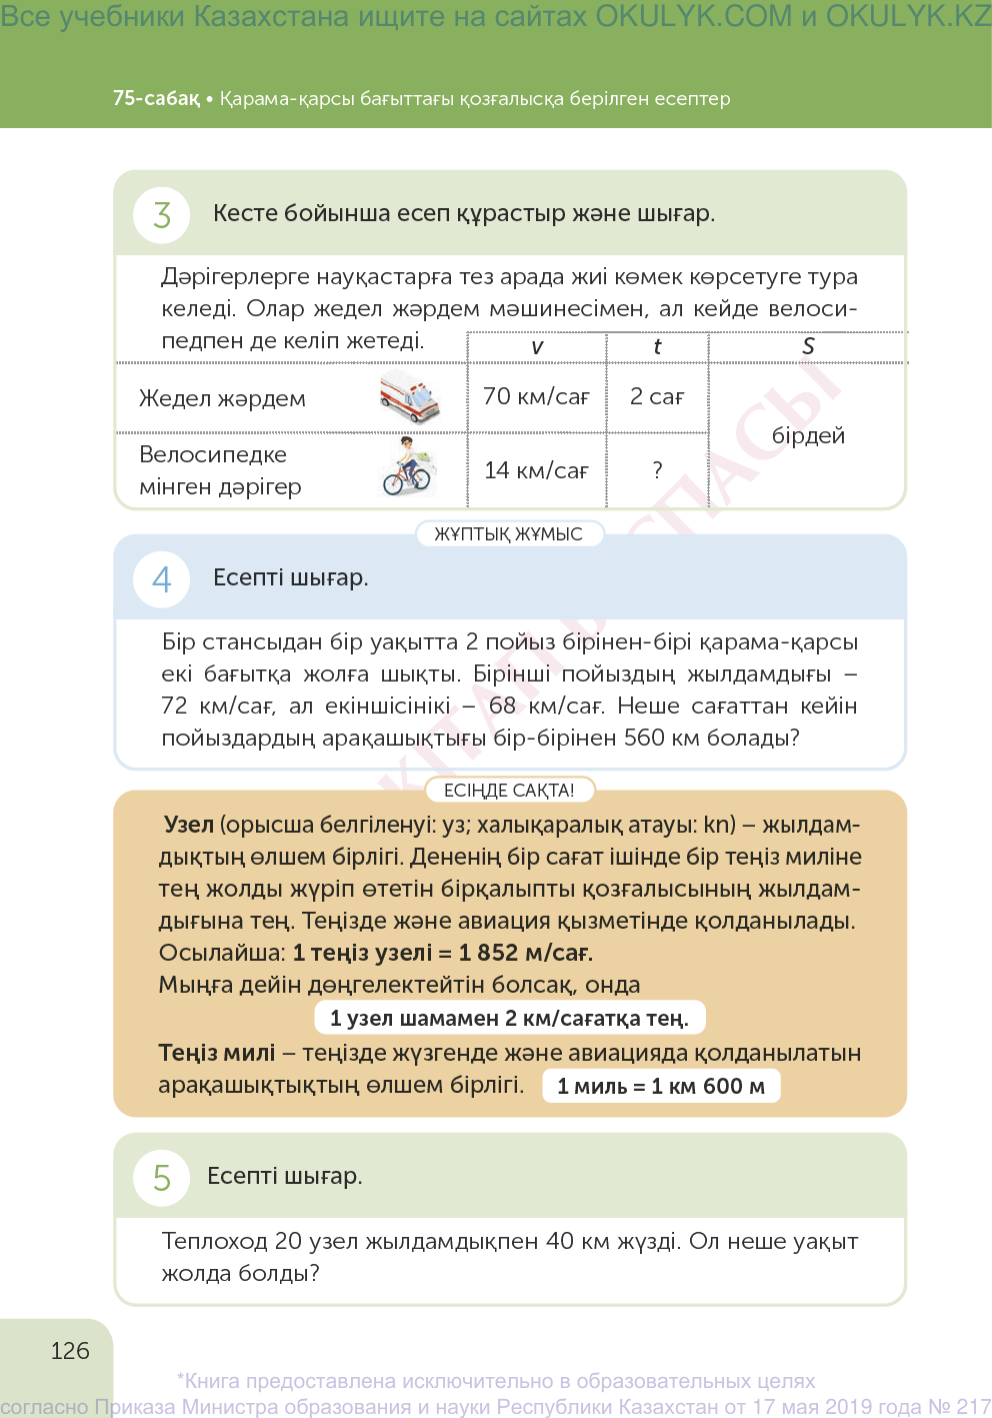 Все учебники Казахстана ищите на сайтах OKULYK.COM и OKULYK.KZ
75-сабақ • Қарама-қарсы бағыттағы қозғалысқа берілген есептер
3 Кесте бойынша есеп құрастыр және шығар.
Дәрігерлерге науқастарға тез арада жиі көмек көрсетуге тура
келеді. Олар жедел жәрдем мәшинесімен, ал кейде велоси-
педпен де келіп жетеді.
v t S
Жедел жәрдем 70 км/сағ 2 сағ
бірдей
Велосипедке
мінген дәрігер 14 км/сағ ?
ЖҰПТЫҚ ЖҰМЫС
4 Есепті шығар.
Бір стансыдан бір уақытта 2 пойыз бірінен-бірі қарама-қарсы
екі бағытқа жолға шықты. Бірінші пойыздың жылдамдығы –
72 км/сағ, ал екіншісінікі – 68 км/сағ. Неше сағаттан кейін
пойыздардың арақашықтығы бір-бірінен 560 км болады?
ЕСІҢДЕ САҚТА!
Узел (орысша белгіленуі: уз; халықаралық атауы: kn) – жылдам-
дықтың өлшем бірлігі. Дененің бір сағат ішінде бір теңіз миліне
тең жолды жүріп өтетін бірқалыпты қозғалысының жылдам-
дығына тең. Теңізде және авиация қызметінде қолданылады.
Осылайша: 1 теңіз узелі = 1 852 м/сағ.
Мыңға дейін дөңгелектейтін болсақ, онда
1 узел шамамен 2 км/сағатқа тең.
Теңіз милі – теңізде жүзгенде және авиацияда қолданылатын
арақашықтықтың өлшем бірлігі. 1 миль = 1 км 600 м
5 Есепті шығар.
Теплоход 20 узел жылдамдықпен 40 км жүзді. Ол неше уақыт
жолда болды?
126
*Книга предоставлена исключительно в образовательных целях
согласно Приказа Министра образования и науки Республики Казахстан от 17 мая 2019 года № 217